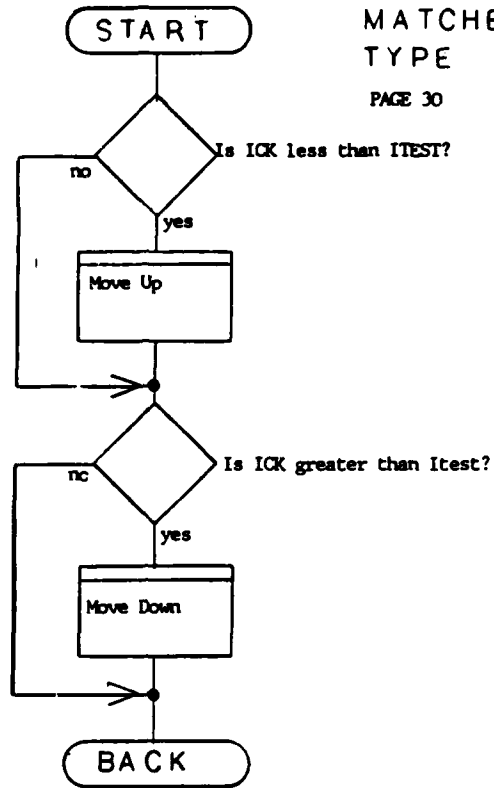 START
MATCHE
TYPE
PAGE 30
Is ICK less than ITEST?
no
yes
Move Up
Is ICK greater than Itest?
nc
yes
Move Down
BACK